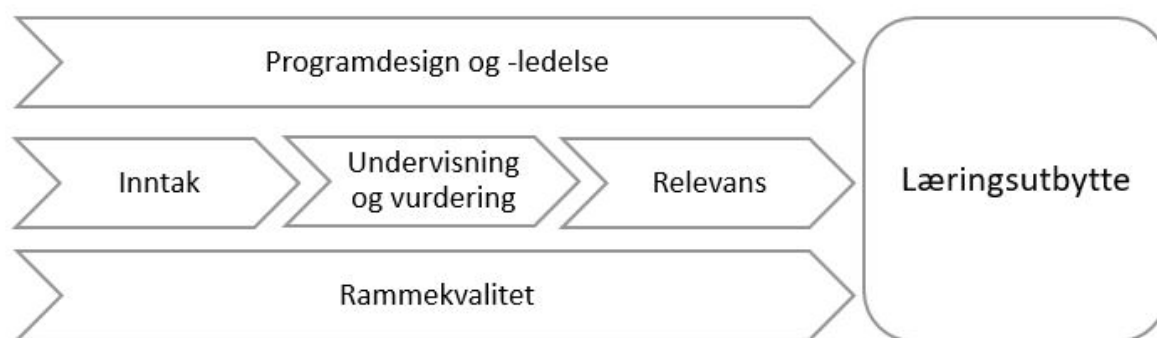 Programdesign og -ledelse
Inntak
Undervisning
og vurdering
Relevans
Læringsutbytte
Rammekvalitet